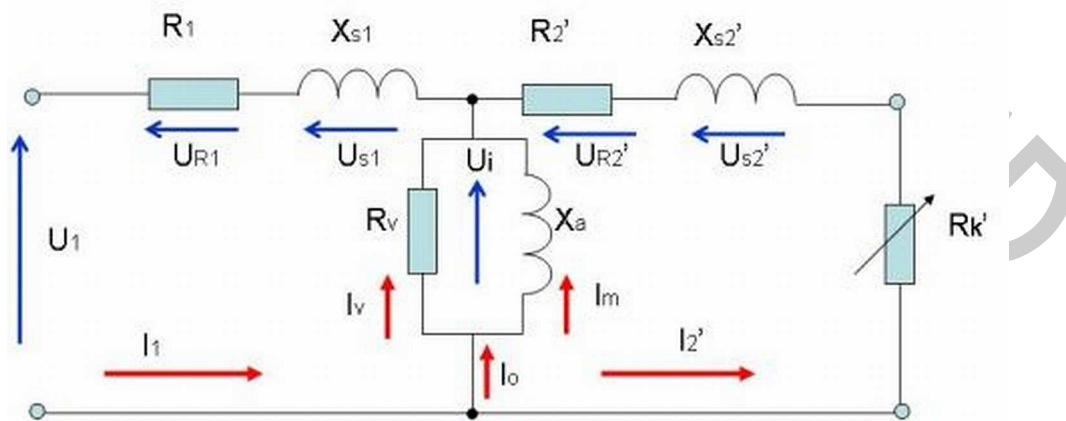 R1 Xs1 R2’ Xs2’
UR1 Us1 Ui UR2’ Us2’
U1 Rv Xa Rk’
Iv Im
I1 Io I2’